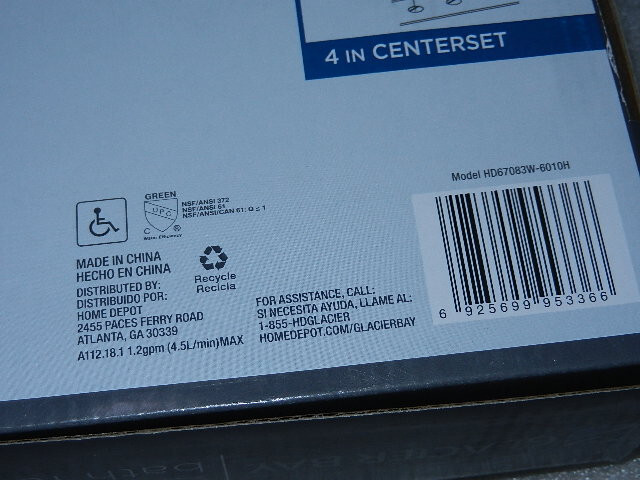 4 IN CENTERSET
Model HD67083W-6010H
GREEN
UPC
C ®
NSF/ANSI 372
NSF/ANSI 61
NSF/ANSI/CAN 61: Q ≤ 1
MADE IN CHINA
HECHO EN CHINA
DISTRIBUTED BY:
DISTRIBUIDO POR:
HOME DEPOT
2455 PACES FERRY ROAD
ATLANTA, GA 30339
A112.18.1 1.2gpm (4.5L/min)MAX
Recycle
Recicla
FOR ASSISTANCE, CALL:
SI NECESITA AYUDA, LLAME AL:
1-855-HDGLACIER
HOMEDEPOT.COM/GLACIERBAY
6 925699 953366